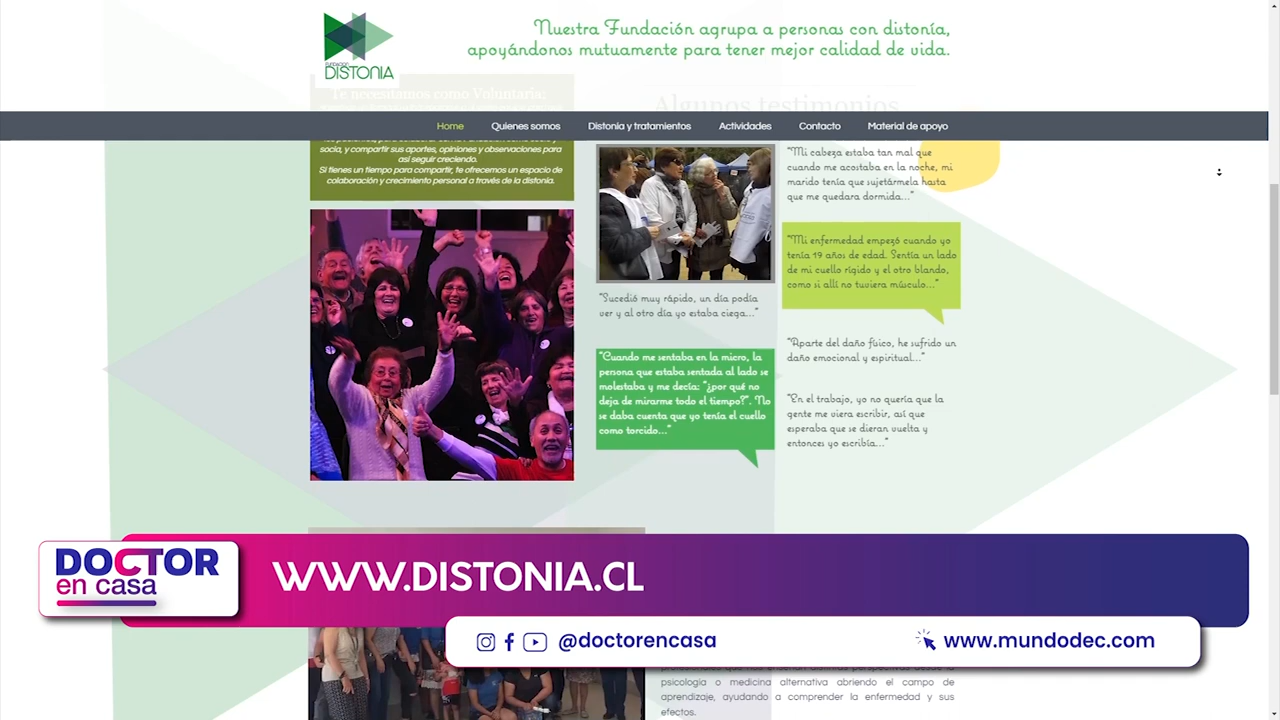 Nuestra Fundación agrupa a personas con distonía,
apoyándonos mutuamente para tener mejor calidad de vida.
FUNDACIÓN
DISTONIA
Te necesitamos como Voluntaria:
Algunos testimonios
Home Quienes somos Distonia y tratamientos Actividades Contacto Material de apoyo
socia, y compartir sus aportes, opiniones y observaciones para
así seguir creciendo.
Si tienes un tiempo para compartir, te ofrecemos un espacio de
colaboración y crecimiento personal a través de la distonia.
"Sucedió muy rápido, un día podía
ver y al otro día yo estaba ciega..."
"Cuando me sentaba en la micro, la
persona que estaba sentada al lado se
molestaba y me decía: "¿por qué no
deja de mirarme todo el tiempo?". No
se daba cuenta que yo tenía el cuello
como torcido..."
"Mi cabeza estaba tan mal que
cuando me acostaba en la noche, mi
marido tenía que sujetármela hasta
que me quedara dormida..."
"Mi enfermedad empezó cuando yo
tenía 19 años de edad. Sentía un lado
de mi cuello rígido y el otro blando,
como si allí no tuviera músculo..."
"Aparte del daño físico, he sufrido un
daño emocional y espiritual..."
"En el trabajo, yo no quería que la
gente me viera escribir, así que
esperaba que se dieran vuelta y
entonces yo escribía..."
DOCTOR
en casa
WWW.DISTONIA.CL
@doctorencasa
www.mundodec.com
psicología o medicina alternativa abriendo el campo de
aprendizaje, ayudando a comprender la enfermedad y sus
efectos.